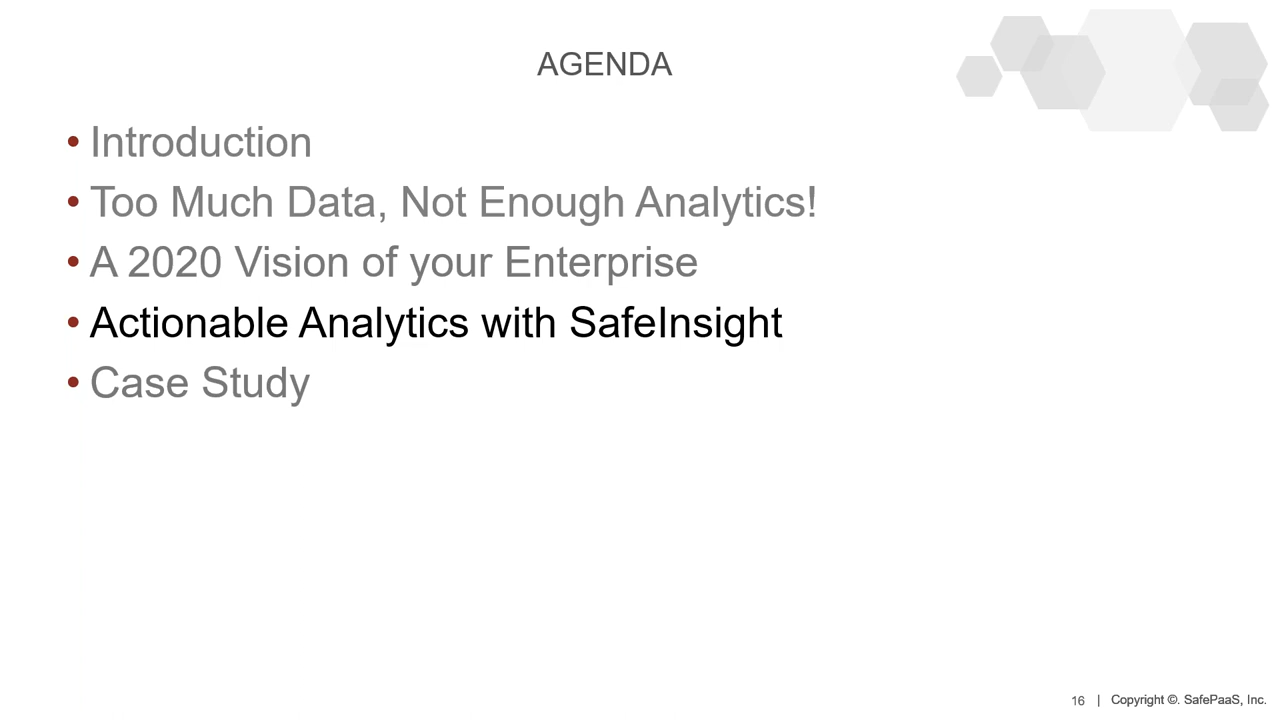 AGENDA
• Introduction
• Too Much Data, Not Enough Analytics!
• A 2020 Vision of your Enterprise
• Actionable Analytics with SafeInsight
• Case Study
16 | Copyright ©. SafePaaS, Inc.